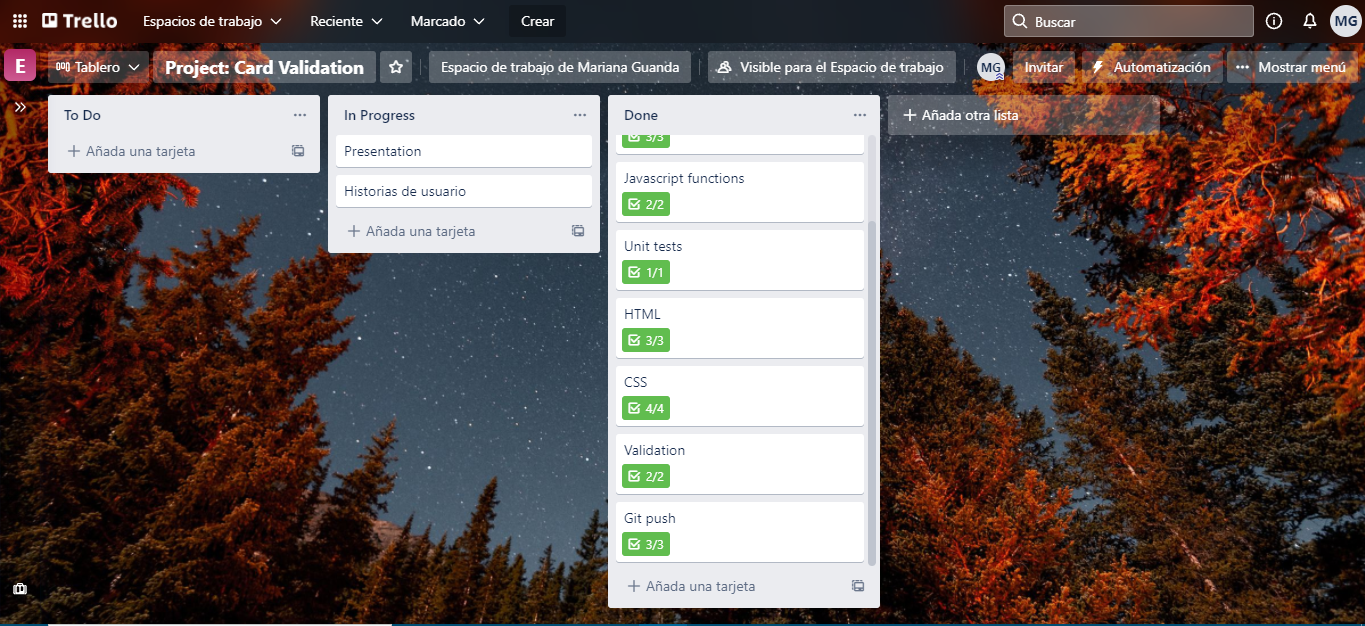 Trello
Espacios de trabajo
Reciente
Marcado
Crear
Buscar
MG
E
Tablero
Project: Card Validation
Espacio de trabajo de Mariana Guanda
Visible para el Espacio de trabajo
MG
Invitar
Automatización
Mostrar menú
To Do
Añada una tarjeta
In Progress
Presentation
Historias de usuario
Añada una tarjeta
Done
3/3
Javascript functions
2/2
Unit tests
1/1
HTML
3/3
CSS
4/4
Validation
2/2
Git push
3/3
Añada una tarjeta
Añada otra lista